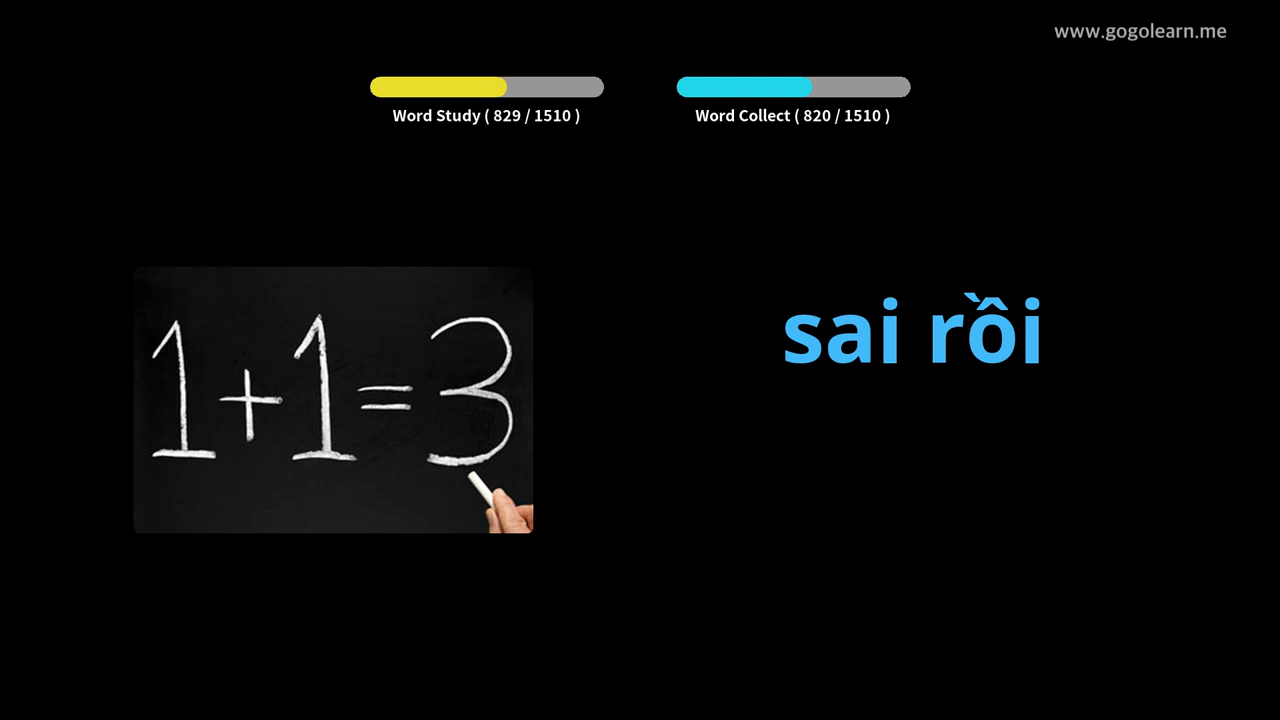 www.gogolearn.me
Word Study ( 829 / 1510 )
Word Collect ( 820 / 1510 )
sai rồi
1+1=3